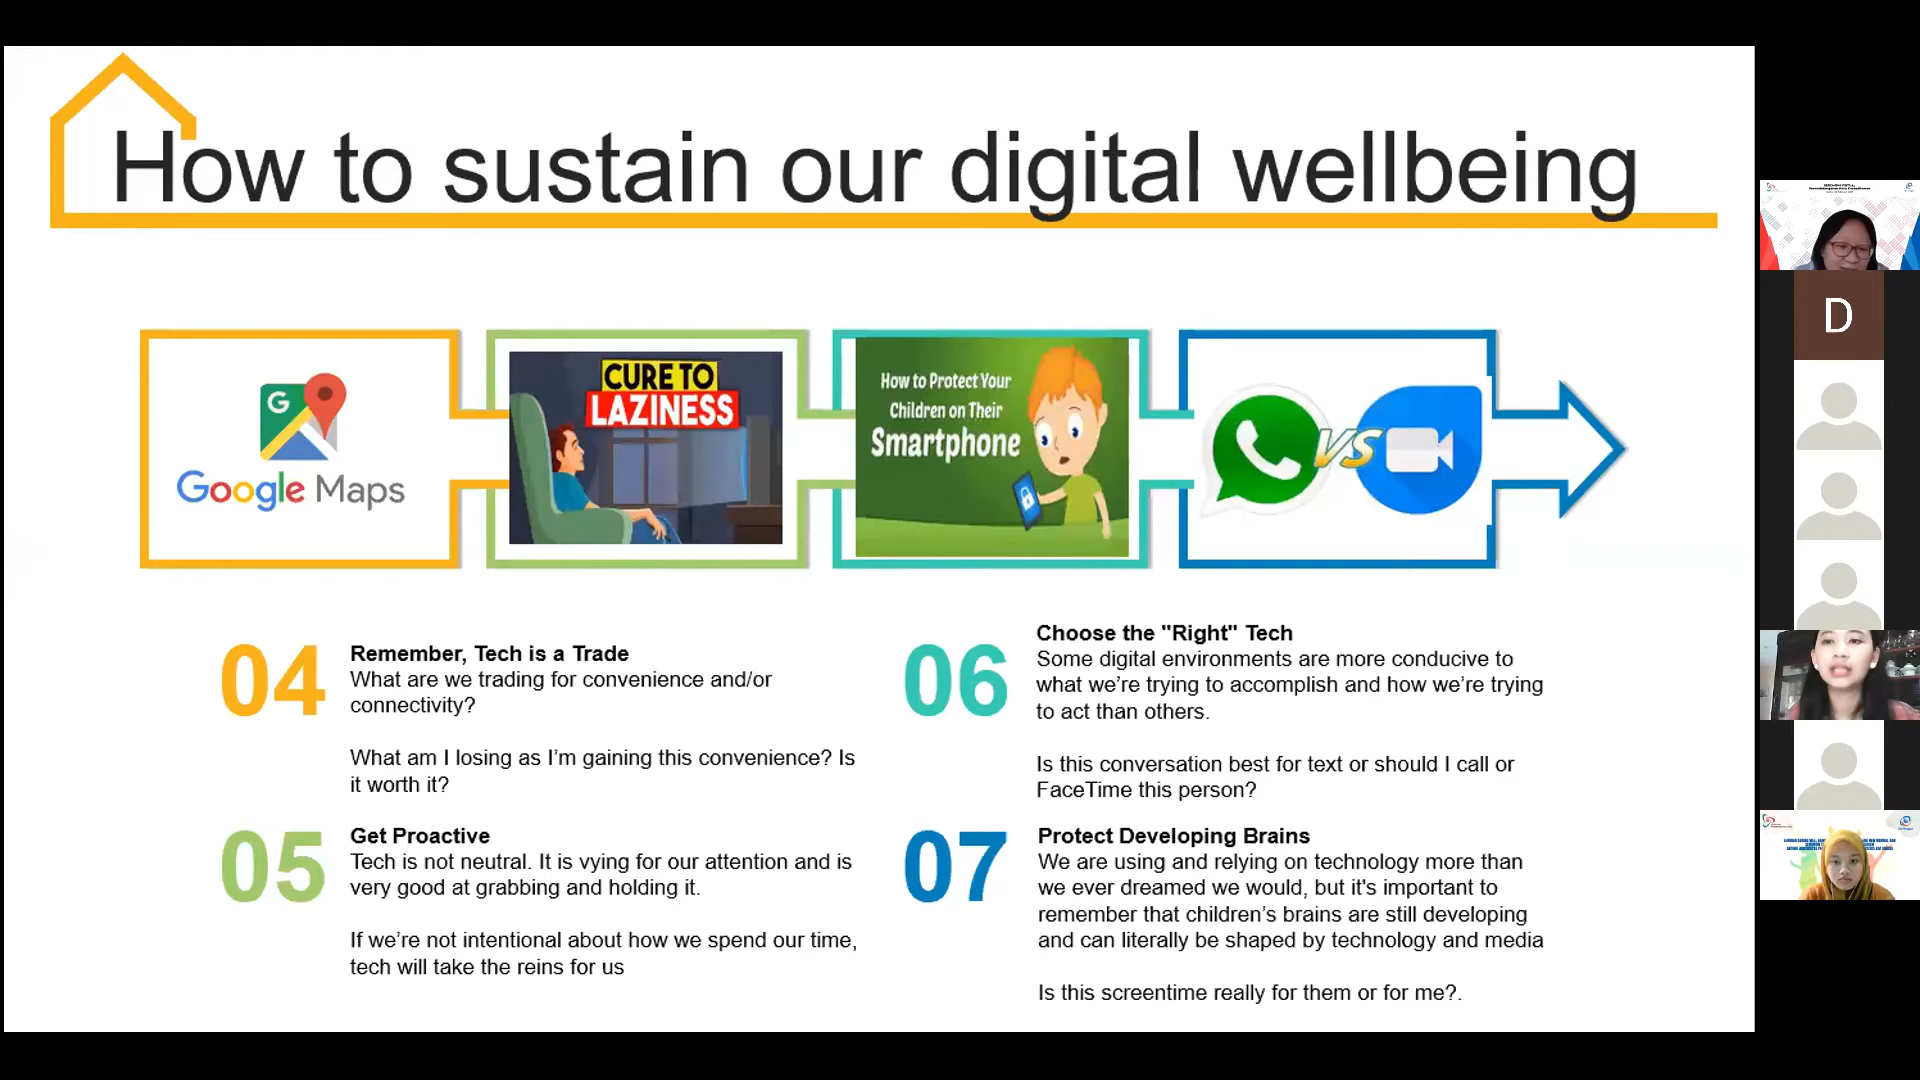 How to sustain our digital wellbeing
G
Google Maps
CURE TO
LAZINESS
How to Protect Your
Children on Their
Smartphone
VS
04
Remember, Tech is a Trade
What are we trading for convenience and/or
connectivity?
What am I losing as I’m gaining this convenience? Is
it worth it?
05
Get Proactive
Tech is not neutral. It is vying for our attention and is
very good at grabbing and holding it.
If we’re not intentional about how we spend our time,
tech will take the reins for us
06
Choose the "Right" Tech
Some digital environments are more conducive to
what we’re trying to accomplish and how we’re trying
to act than others.
Is this conversation best for text or should I call or
FaceTime this person?
07
Protect Developing Brains
We are using and relying on technology more than
we ever dreamed we would, but it's important to
remember that children’s brains are still developing
and can literally be shaped by technology and media
Is this screentime really for them or for me?.
D